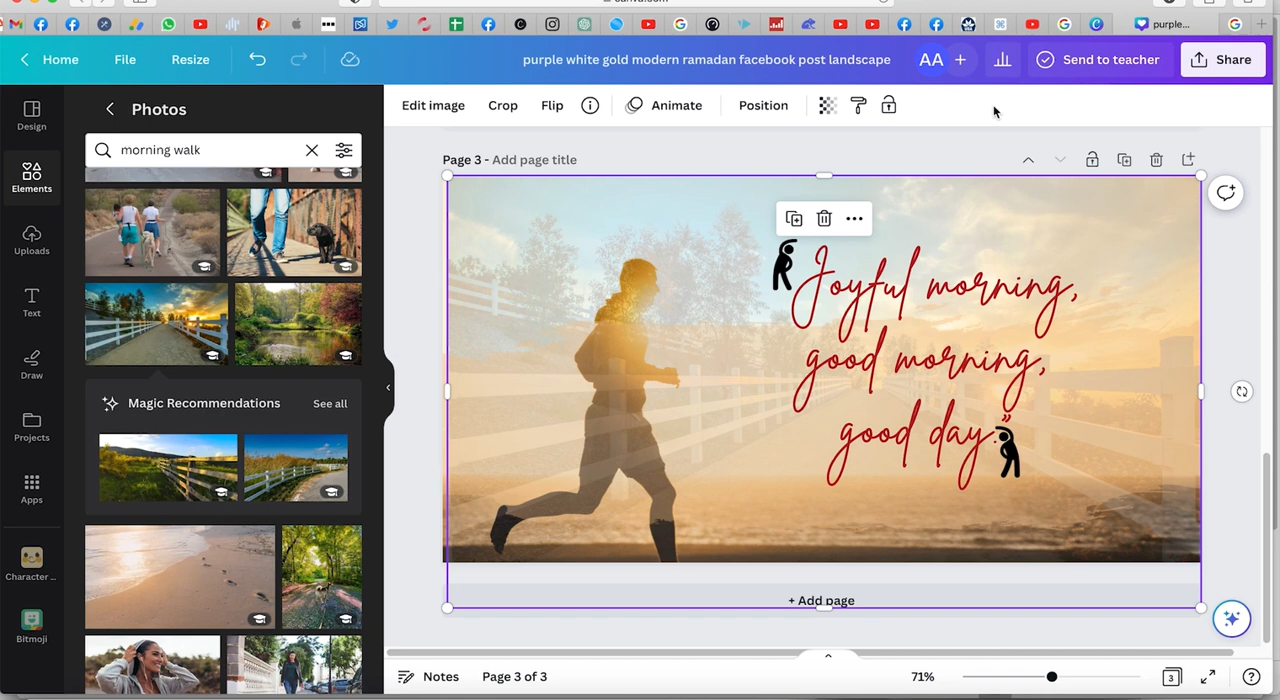 purple...
Home
File
Resize
purple white gold modern ramadan facebook post landscape
AA
Send to teacher
Share
Design
Elements
Uploads
Text
Draw
Projects
Apps
Character ...
Bitmoji
Photos
morning walk
Magic Recommendations
See all
Edit image
Crop
Flip
Animate
Position
Page 3 - Add page title
Joyful morning,
good morning,
good day.”
+ Add page
Notes
Page 3 of 3
71%
3